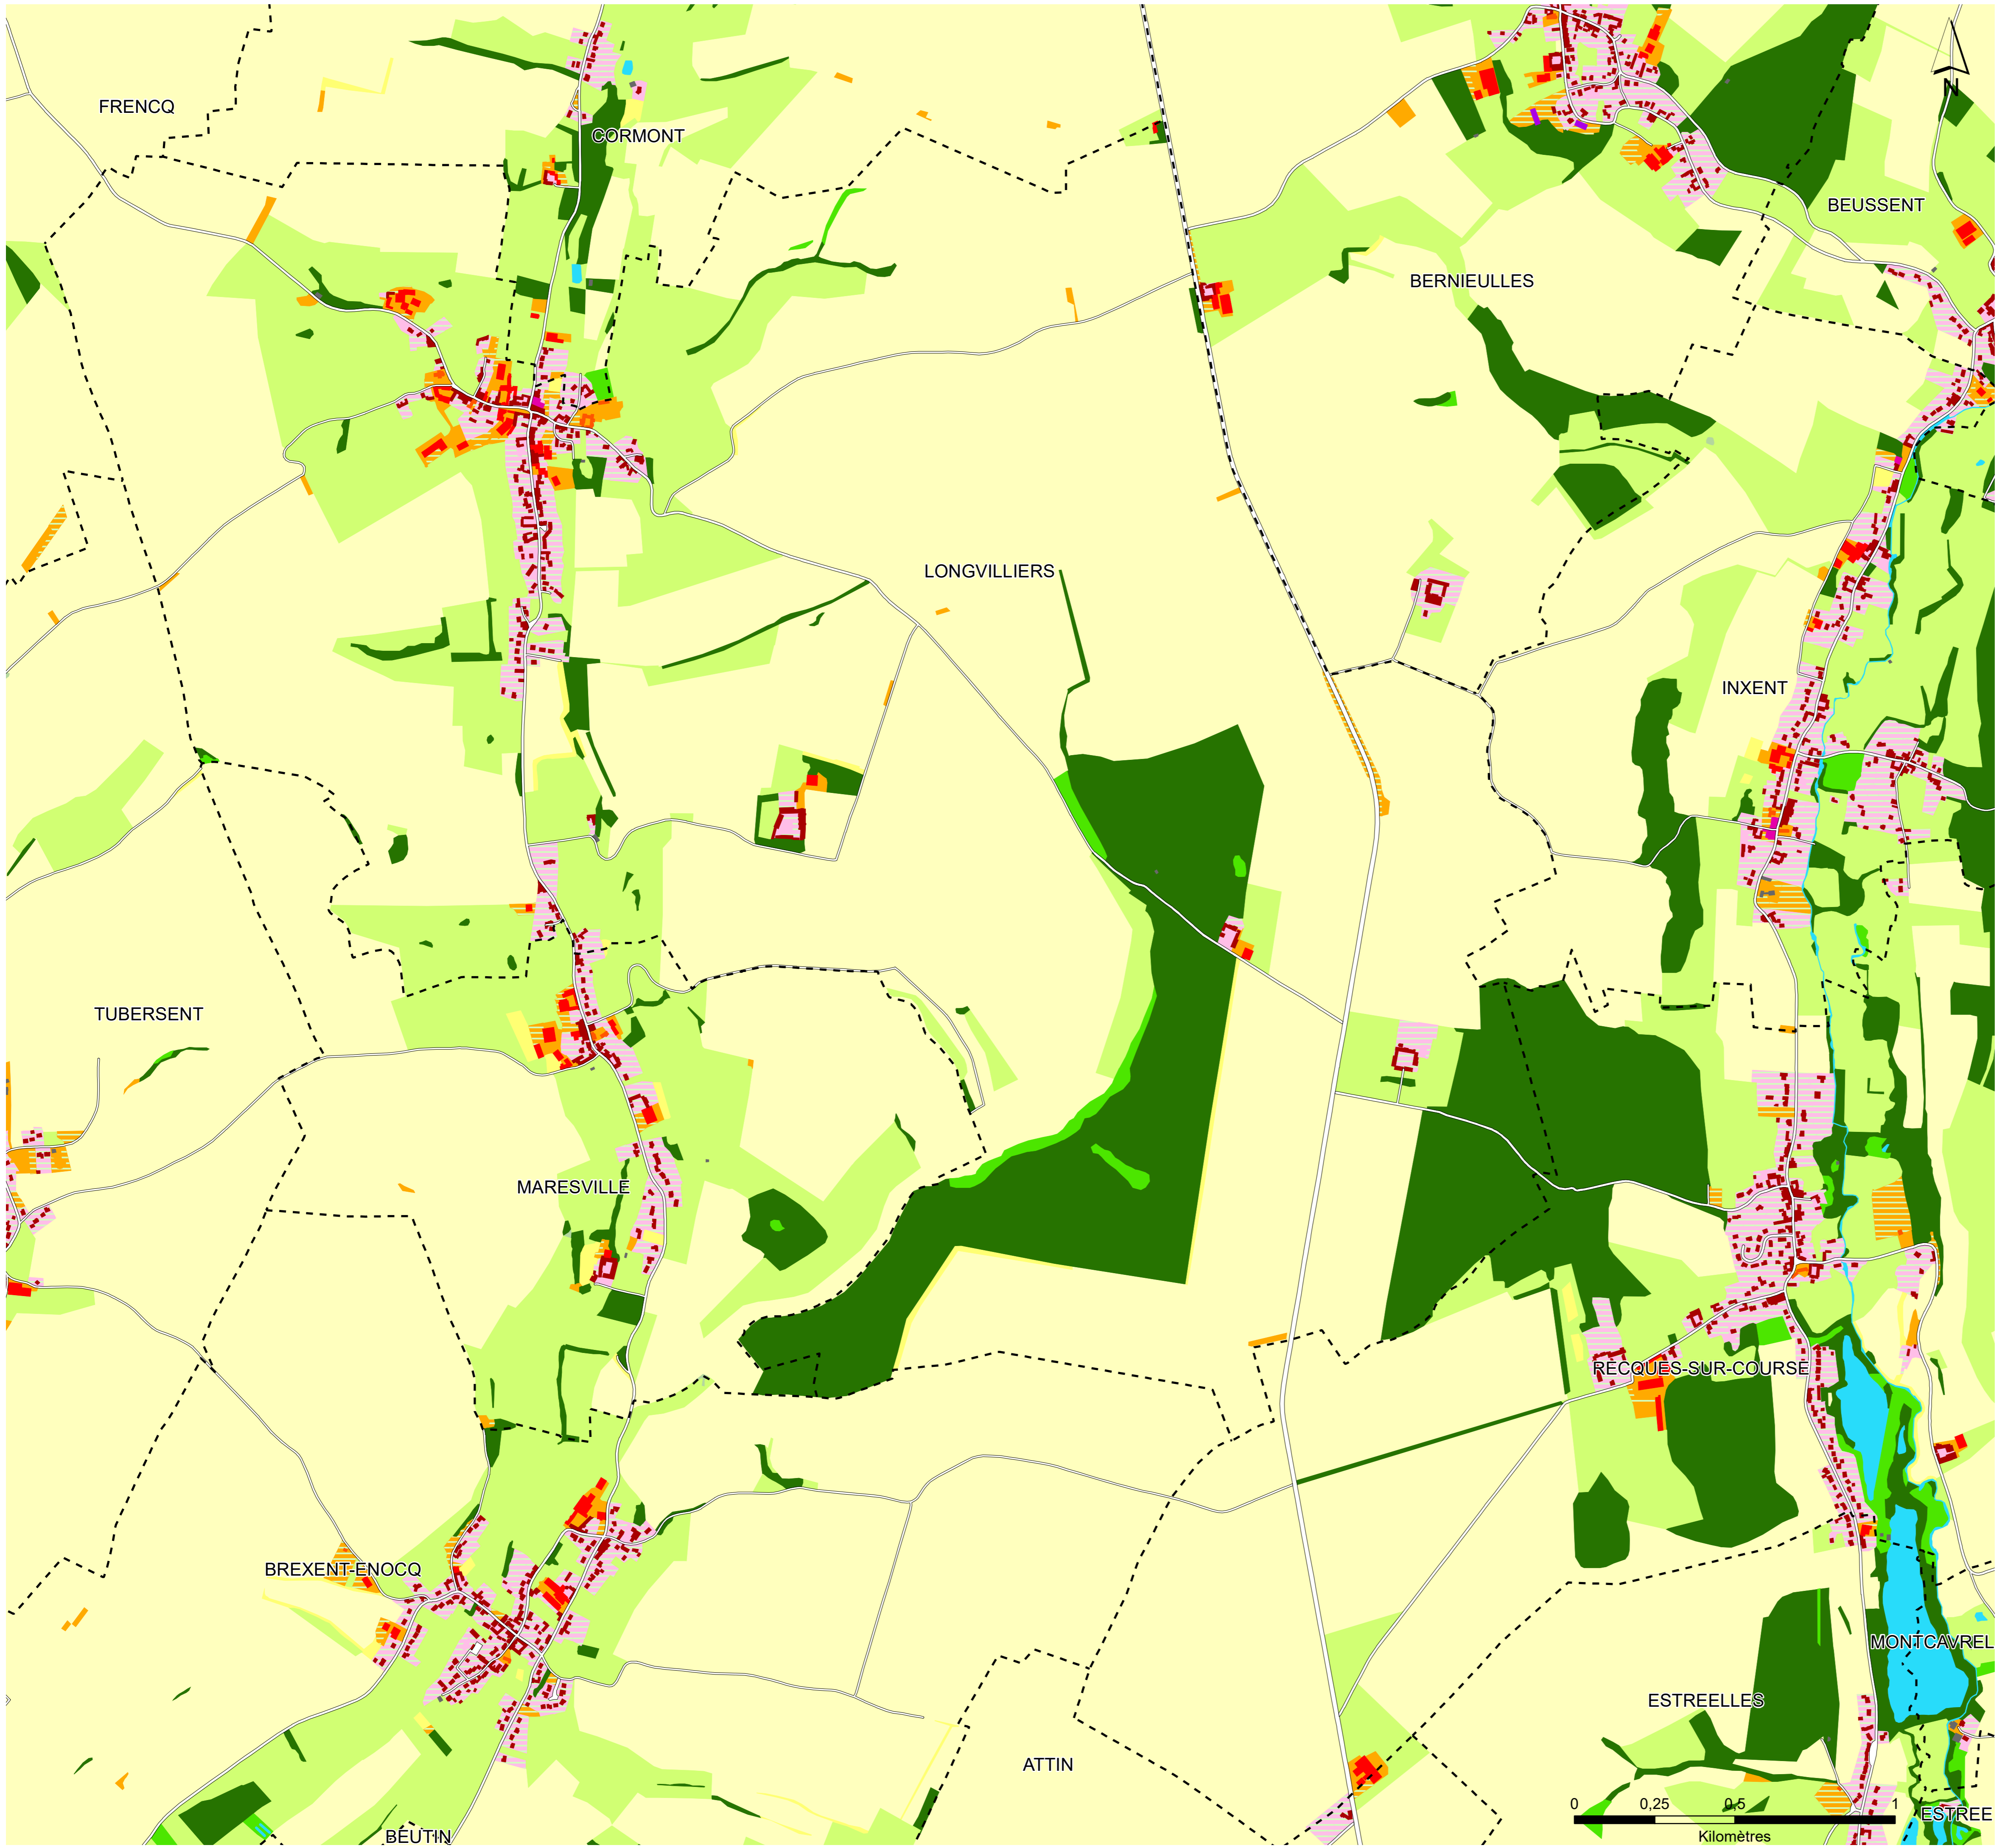 FRENCQ
CORMONT
N
BEUSSENT
BERNIEULLES
LONGVILLIERS
INXENT
TUBERSENT
MARESVILLE
RECQUES-SUR-COURSE
BREXENT-ENOCQ
MONTCAVREL
ESTREELLES
ATTIN
0 0,25 0,5 1
Kilomètres
ESTREE
BEUTIN